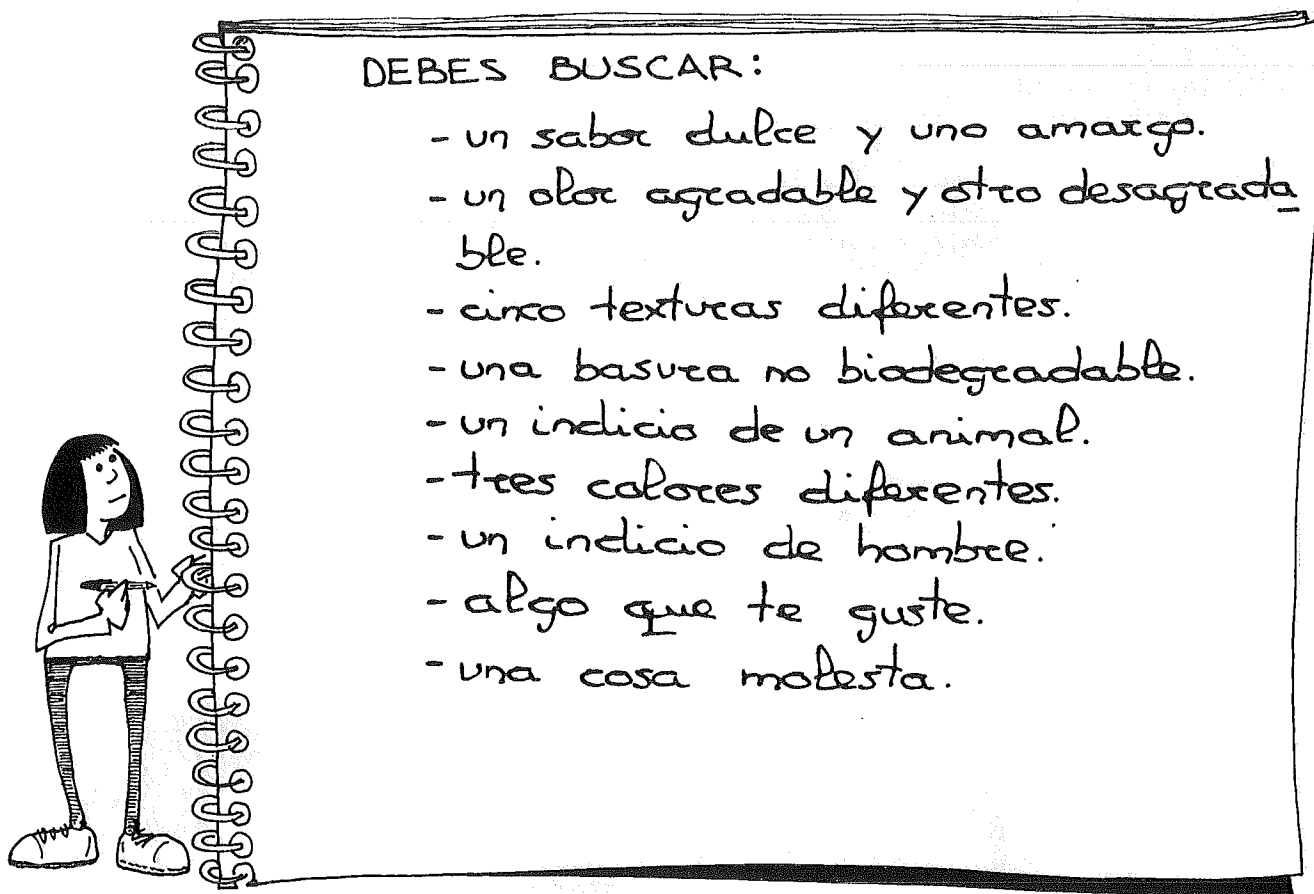 DEBES BUSCAR:
- un sabor dulce y uno amargo.
- un olor agradable y otro desagrada
ble.
- cinco texturas diferentes.
- una basura no biodegradable.
- un indicio de un animal.
- tres colores diferentes.
- un indicio de hombre.
- algo que te guste.
- una cosa molesta.